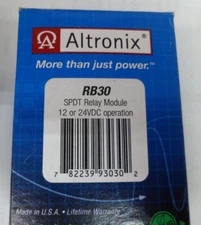 Altronix®
More than just power.™
RB30
SPDT Relay Module
12 or 24VDC operation
7 82239 93030 2
Made in U.S.A. • Lifetime Warranty